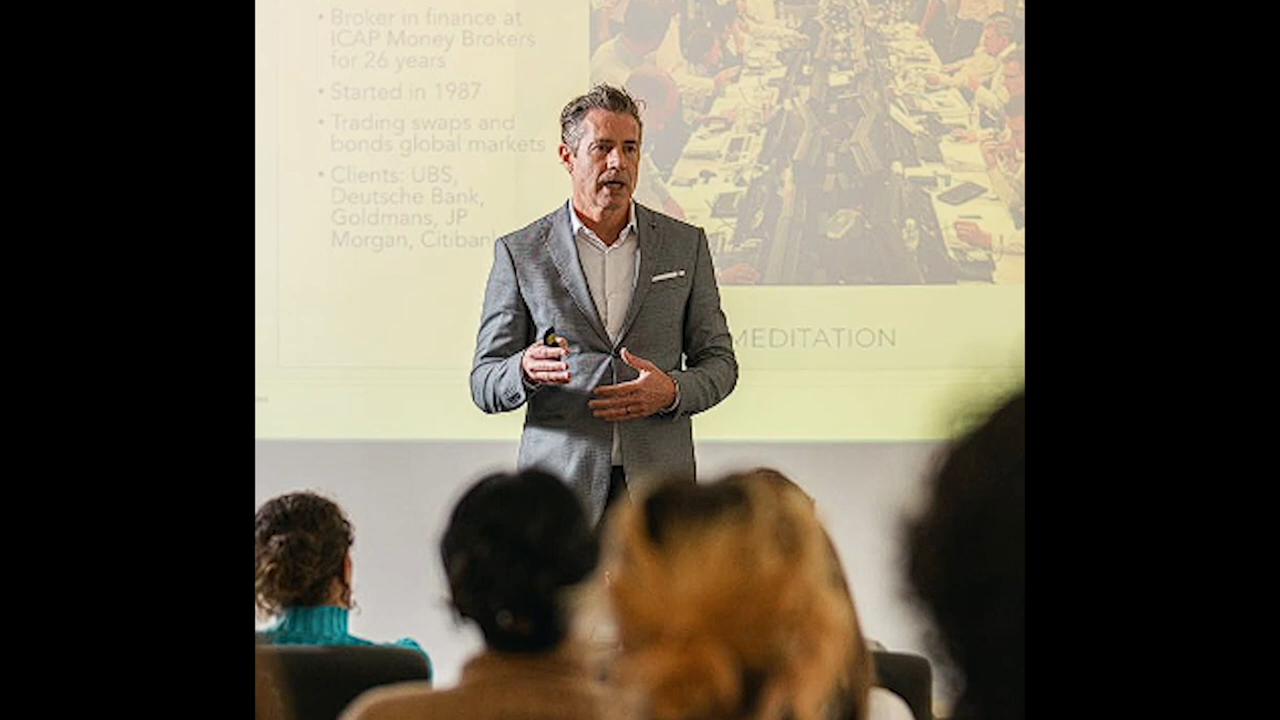 • Broker in finance at
ICAP Money Brokers
for 26 years
• Started in 1987
• Trading swaps and
bonds global markets
• Clients: UBS,
Deutsche Bank,
Goldmans, JP
Morgan, Citibank
MEDITATION